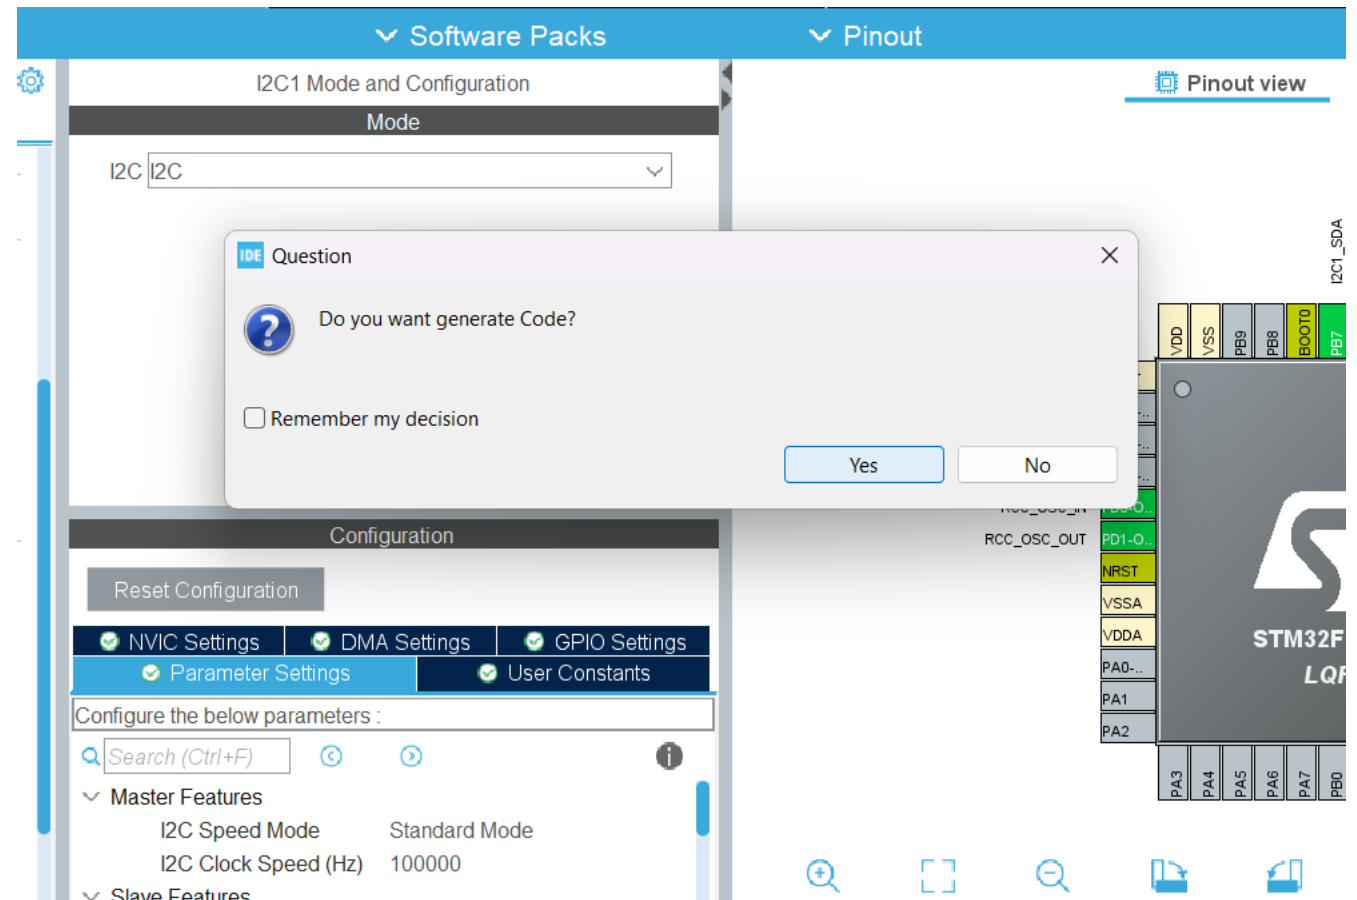 Software Packs
Pinout
I2C1 Mode and Configuration
Pinout view
Mode
I2C I2C
IDE Question
Do you want generate Code?
Remember my decision
Yes
No
I2C1_SDA
VDD
VSS
PB9
PB8
BOOT0
PB7
RCC_OSC_OUT
PD1-O..
NRST
VSSA
VDDA
PA0-..
PA1
PA2
STM32F
LQF
PA3
PA4
PA5
PA6
PA7
PB0
Configuration
Reset Configuration
NVIC Settings
DMA Settings
GPIO Settings
Parameter Settings
User Constants
Configure the below parameters :
Search (Ctrl+F)
Master Features
I2C Speed Mode Standard Mode
I2C Clock Speed (Hz) 100000
Slave Features